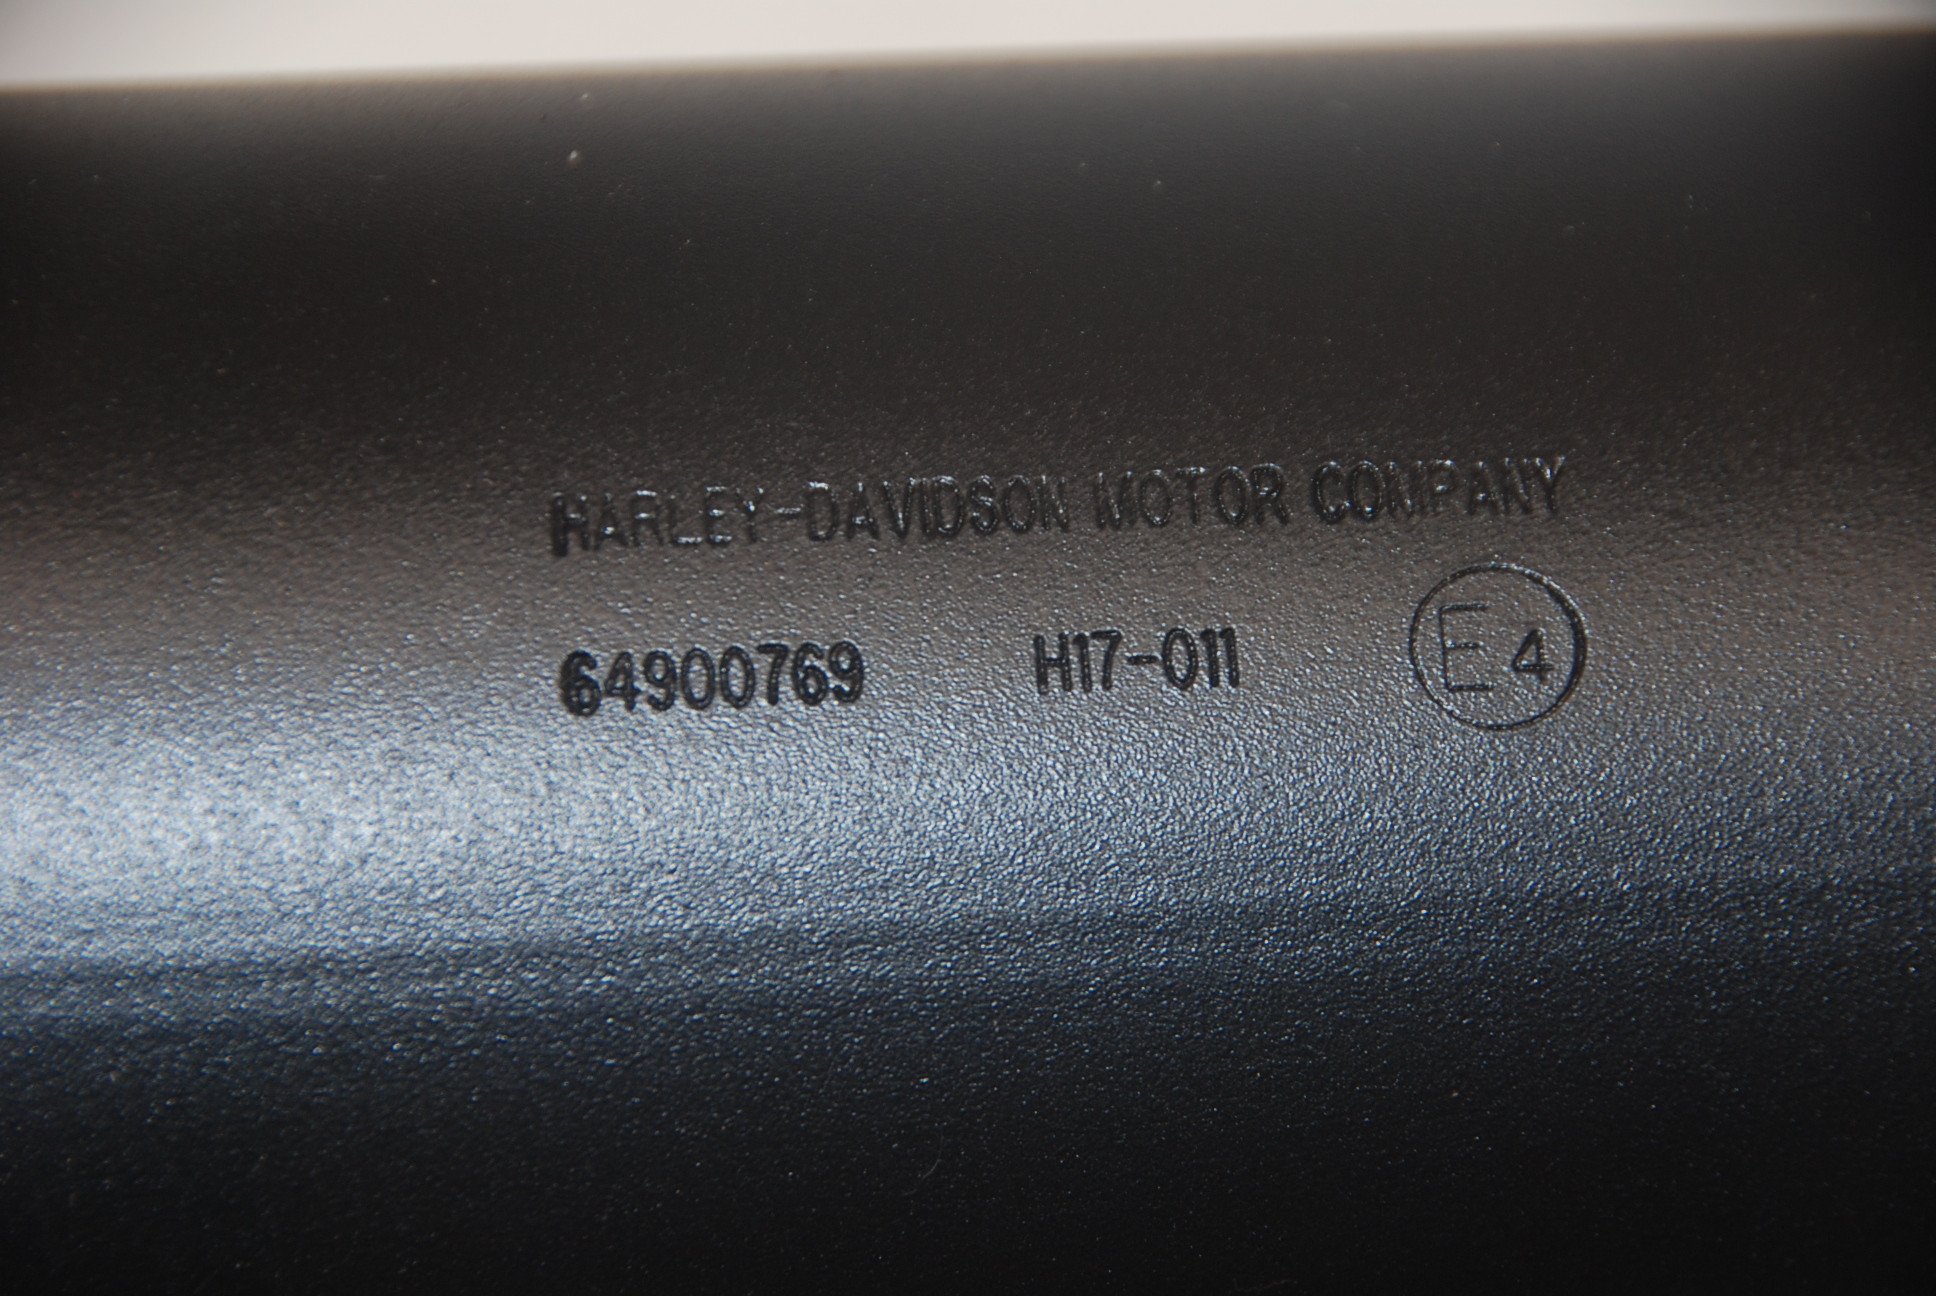 HARLEY-DAVIDSON MOTOR COMPANY
64900769 H17-011 E4